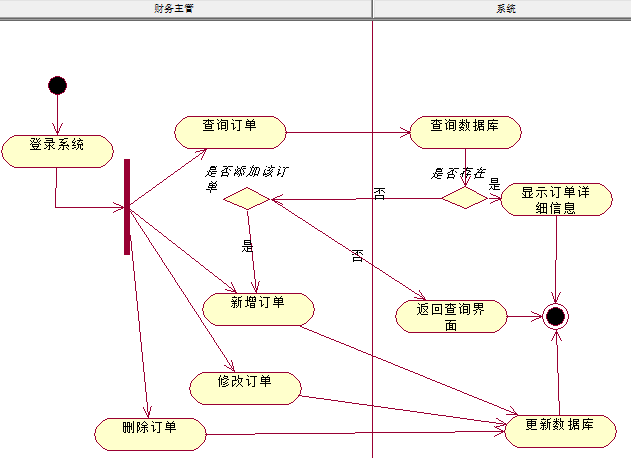 财务主管
系统
登录系统
查询订单
查询数据库
是否添加该订
单
是否存在
否
是
显示订单详
细信息
是
否
新增订单
返回查询界
面
修改订单
删除订单
更新数据库